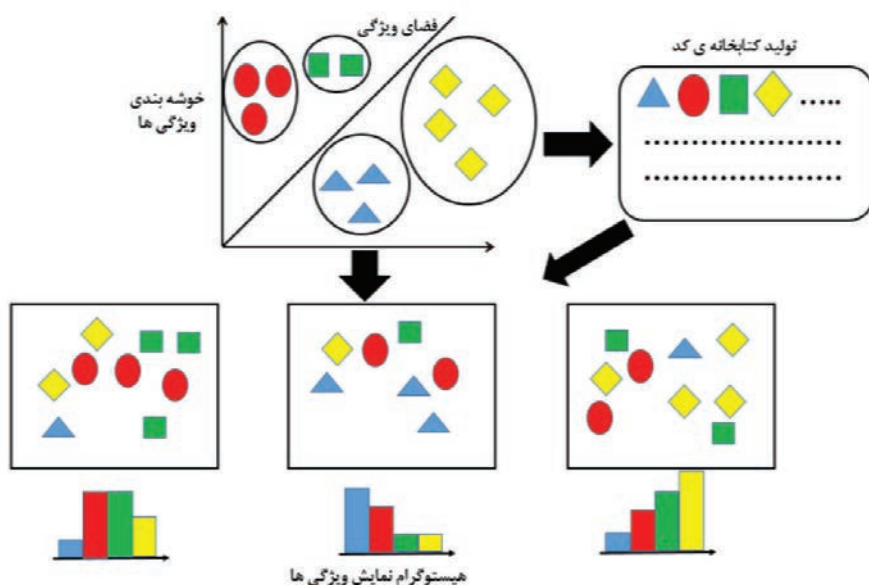 فضای ویژگی
تولید کتابخانه ی کد
خوشه بندی
ویژگی ها
هیستوگرام نمایش ویژگی ها